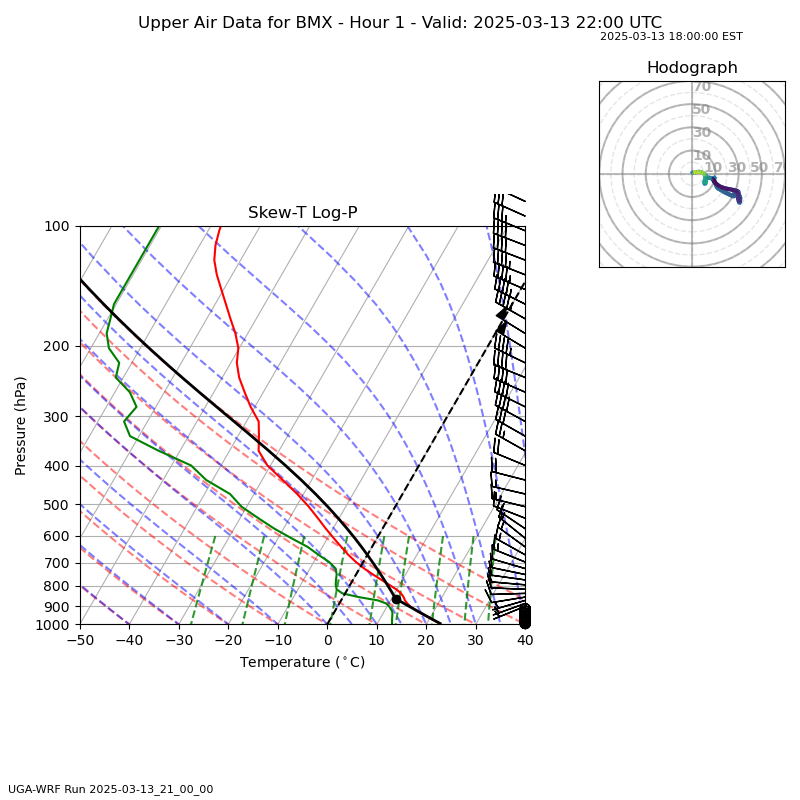 Upper Air Data for BMX - Hour 1 - Valid: 2025-03-13 22:00 UTC
2025-03-13 18:00:00 EST
Hodograph
70
50
30
10
10 30 50 7
Skew-T Log-P
100
200
300
400
500
600
700
800
900
1000
Pressure (hPa)
−50 −40 −30 −20 −10 0 10 20 30 40
Temperature (°C)
UGA-WRF Run 2025-03-13_21_00_00